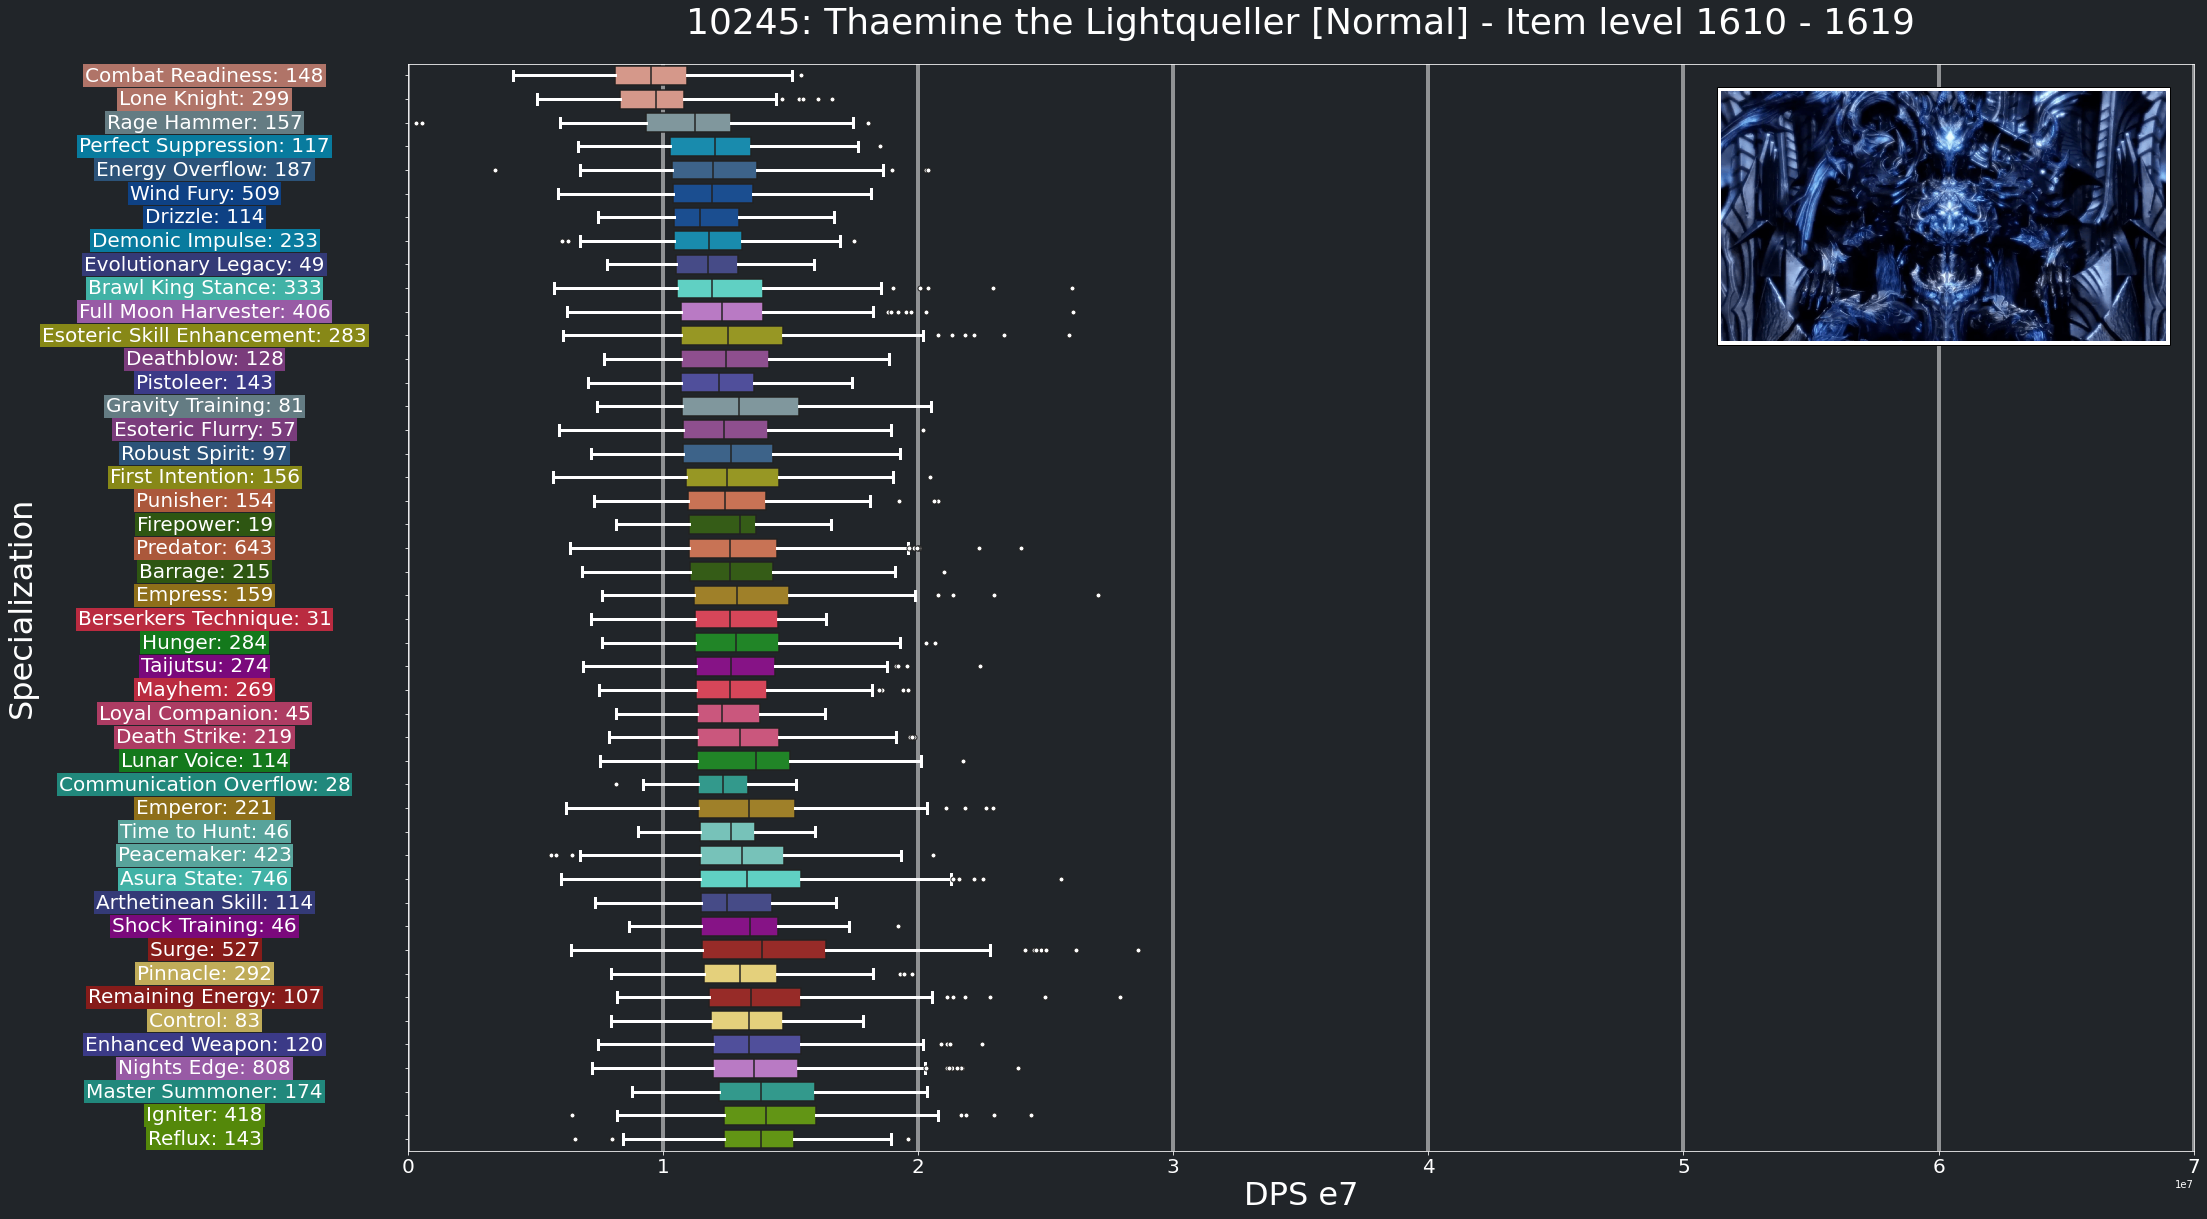 10245: Thaemine the Lightqueller [Normal] - Item level 1610 - 1619
Combat Readiness: 148
Lone Knight: 299
Rage Hammer: 157
Perfect Suppression: 117
Energy Overflow: 187
Wind Fury: 509
Drizzle: 114
Demonic Impulse: 233
Evolutionary Legacy: 49
Brawl King Stance: 333
Full Moon Harvester: 406
Esoteric Skill Enhancement: 283
Deathblow: 128
Pistoleer: 143
Gravity Training: 81
Esoteric Flurry: 57
Robust Spirit: 97
First Intention: 156
Punisher: 154
Firepower: 19
Predator: 643
Barrage: 215
Empress: 159
Berserkers Technique: 31
Hunger: 284
Taijutsu: 274
Mayhem: 269
Loyal Companion: 45
Death Strike: 219
Lunar Voice: 114
Communication Overflow: 28
Emperor: 221
Time to Hunt: 46
Peacemaker: 423
Asura State: 746
Arthetinean Skill: 114
Shock Training: 46
Surge: 527
Pinnacle: 292
Remaining Energy: 107
Control: 83
Enhanced Weapon: 120
Nights Edge: 808
Master Summoner: 174
Igniter: 418
Reflux: 143
Specialization
0 1 2 3 4 5 6 7
1e7
DPS e7